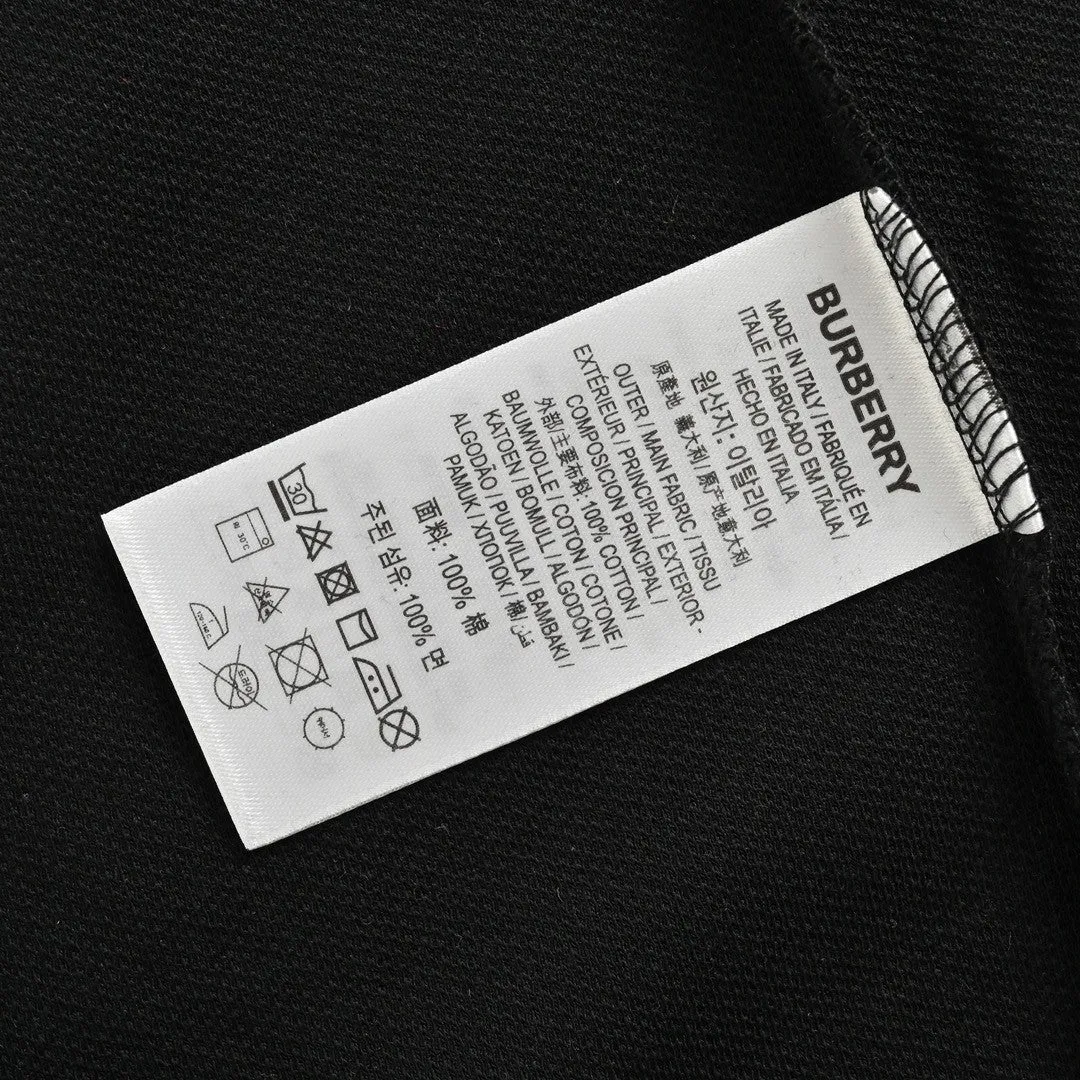 BURBERRY
MADE IN ITALY / FABRIQUÉ EN
ITALIE / FABRICADO EM ITÁLIA /
HECHO EN ITALIA
원산지: 이탈리아
原產地 義大利 / 原产地意大利
OUTER / MAIN FABRIC / TISSU
EXTÉRIEUR / PRINCIPAL / EXTERIOR -
COMPOSICION PRINCIPAL /
外部/主要布料: 100% COTTON /
BAUMWOLLE / COTON / COTONE /
KATOEN / BOMULL / ALGODON /
ALGODÃO / PUUVILLA / BAMBAKI /
PAMUK / ХЛОПОК / 棉 / قطن
面料: 100% 棉
주된 섬유: 100% 면
30
30℃